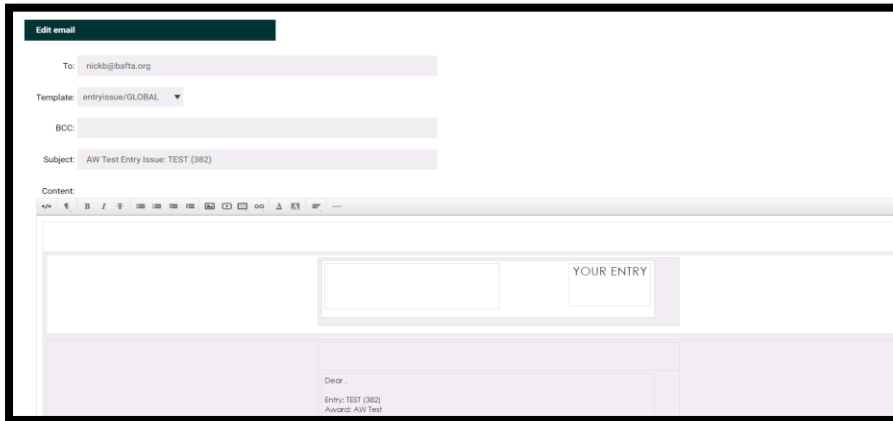 Edit email
To: nickb@bafta.org
Template: entryissue/GLOBAL
BCC:
Subject: AW Test Entry Issue: TEST (382)
Content:
YOUR ENTRY
Dear .
Entry: TEST (382)
Award: AW Test